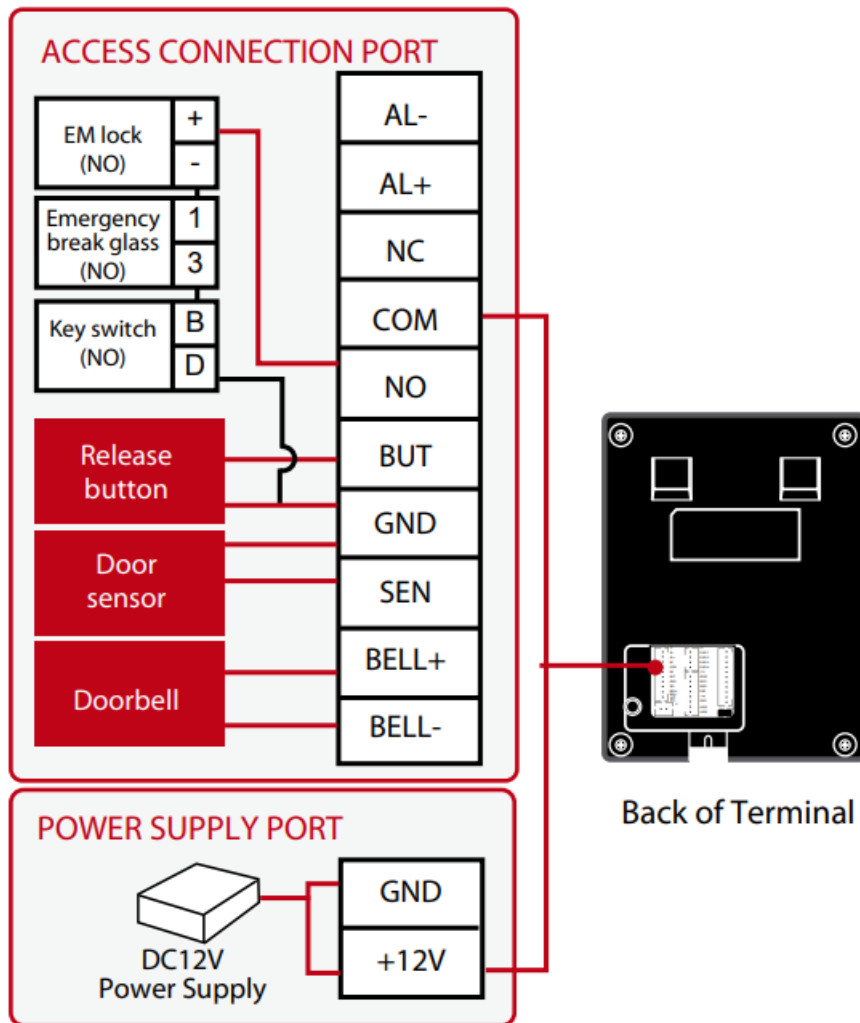 ACCESS CONNECTION PORT
EM lock
(NO)
+
-
Emergency
break glass
(NO)
1
3
Key switch
(NO)
B
D
Release
button
Door
sensor
Doorbell
AL-
AL+
NC
COM
NO
BUT
GND
SEN
BELL+
BELL-
Back of Terminal
POWER SUPPLY PORT
DC12V
Power Supply
GND
+12V